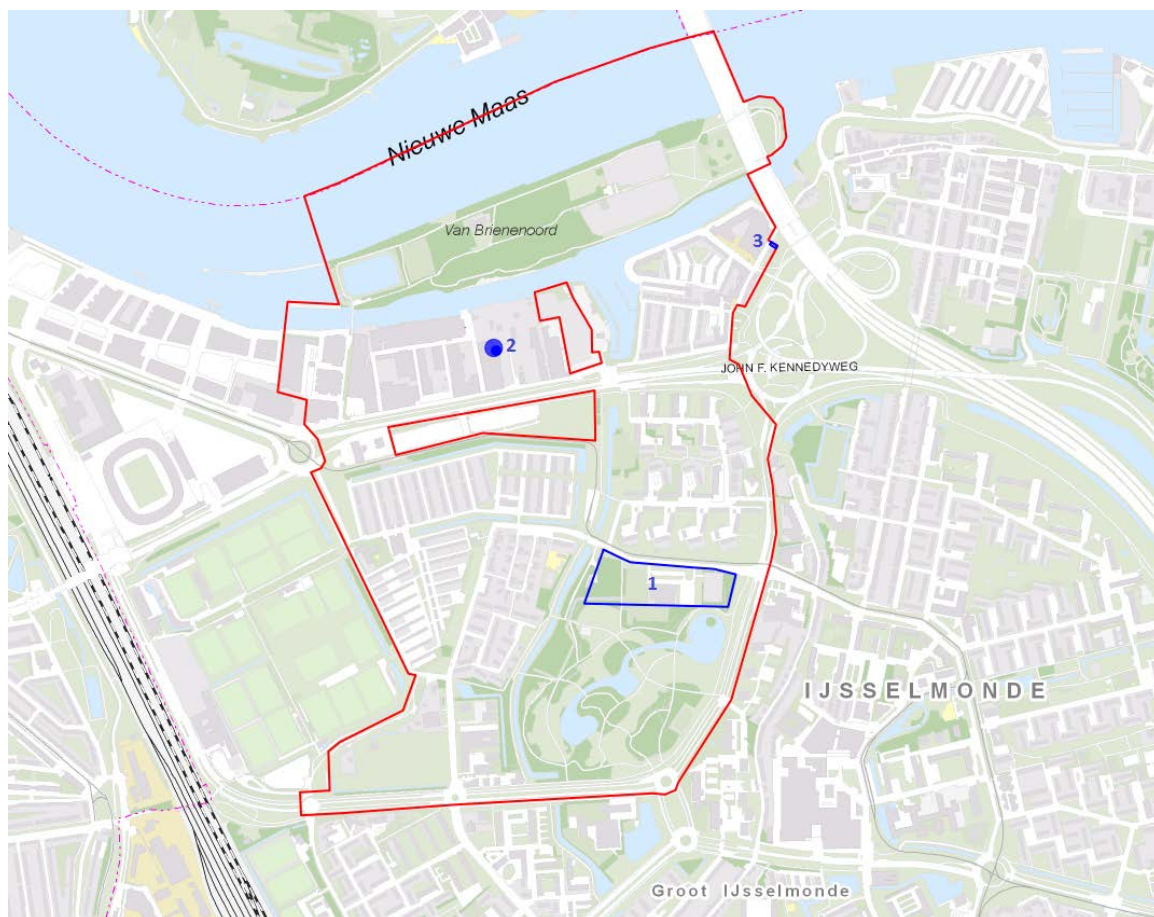 Nieuwe Maas
Van Brienenoord
3
2
JOHN F. KENNEDYWEG
1
IJSSELMONDE
Groot IJsselmonde